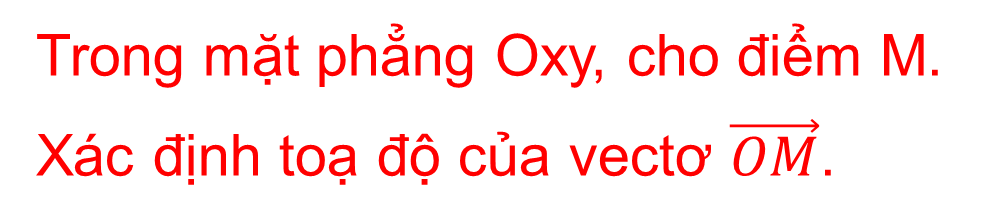 Trong mặt phẳng Oxy, cho điểm M.
Xác định toạ độ của vectơ $\overrightarrow{OM}$.